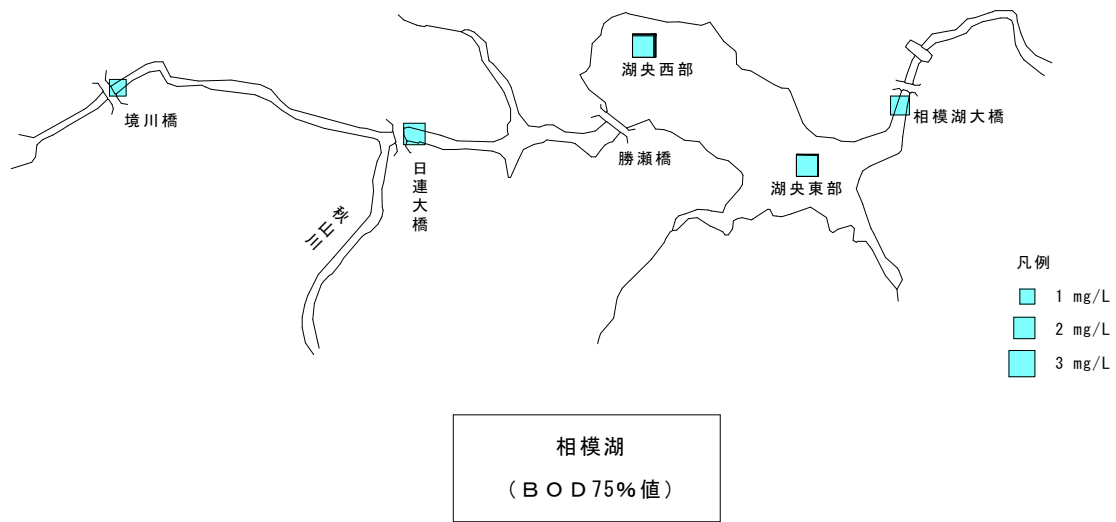 湖央西部
境川橋
相模湖大橋
日連大橋
勝瀬橋
湖央東部
秋山川
凡例
1 mg/L
2 mg/L
3 mg/L
相模湖
（ＢＯＤ75%値）